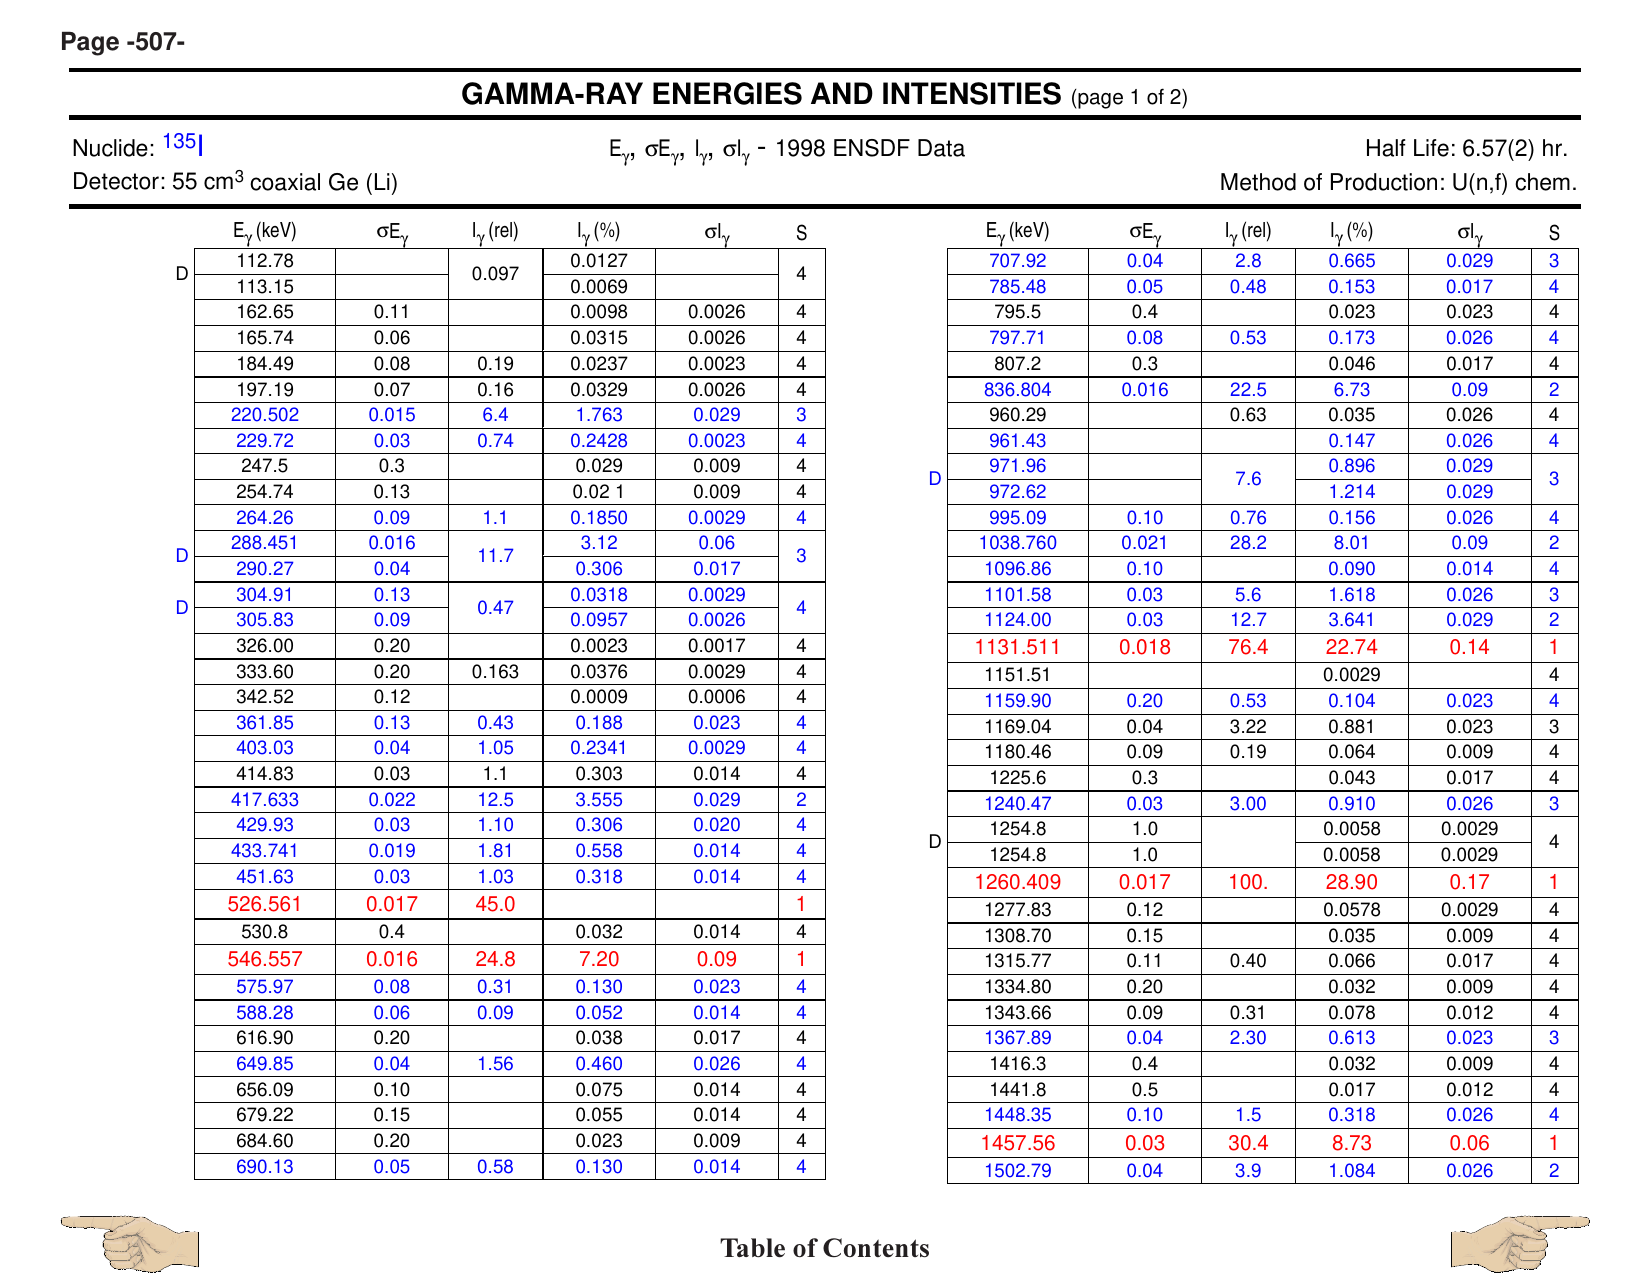 Page -507-
GAMMA-RAY ENERGIES AND INTENSITIES (page 1 of 2)
Nuclide: 135I
Eγ, σEγ, Iγ, σIγ - 1998 ENSDF Data
Half Life: 6.57(2) hr.
Detector: 55 cm3 coaxial Ge (Li)
Method of Production: U(n,f) chem.
Eγ (keV) σEγ Iγ (rel) Iγ (%) σIγ S
112.78 0.0127
D 0.097 4
113.15 0.0069
162.65 0.11 0.0098 0.0026 4
165.74 0.06 0.0315 0.0026 4
184.49 0.08 0.19 0.0237 0.0023 4
197.19 0.07 0.16 0.0329 0.0026 4
220.502 0.015 6.4 1.763 0.029 3
229.72 0.03 0.74 0.2428 0.0023 4
247.5 0.3 0.029 0.009 4
254.74 0.13 0.02 1 0.009 4
264.26 0.09 1.1 0.1850 0.0029 4
288.451 0.016 3.12 0.06
D 11.7 3
290.27 0.04 0.306 0.017
304.91 0.13 0.0318 0.0029
D 0.47 4
305.83 0.09 0.0957 0.0026
326.00 0.20 0.0023 0.0017 4
333.60 0.20 0.163 0.0376 0.0029 4
342.52 0.12 0.0009 0.0006 4
361.85 0.13 0.43 0.188 0.023 4
403.03 0.04 1.05 0.2341 0.0029 4
414.83 0.03 1.1 0.303 0.014 4
417.633 0.022 12.5 3.555 0.029 2
429.93 0.03 1.10 0.306 0.020 4
433.741 0.019 1.81 0.558 0.014 4
451.63 0.03 1.03 0.318 0.014 4
526.561 0.017 45.0 1
530.8 0.4 0.032 0.014 4
546.557 0.016 24.8 7.20 0.09 1
575.97 0.08 0.31 0.130 0.023 4
588.28 0.06 0.09 0.052 0.014 4
616.90 0.20 0.038 0.017 4
649.85 0.04 1.56 0.460 0.026 4
656.09 0.10 0.075 0.014 4
679.22 0.15 0.055 0.014 4
684.60 0.20 0.023 0.009 4
690.13 0.05 0.58 0.130 0.014 4
Eγ (keV) σEγ Iγ (rel) Iγ (%) σIγ S
707.92 0.04 2.8 0.665 0.029 3
785.48 0.05 0.48 0.153 0.017 4
795.5 0.4 0.023 0.023 4
797.71 0.08 0.53 0.173 0.026 4
807.2 0.3 0.046 0.017 4
836.804 0.016 22.5 6.73 0.09 2
960.29 0.63 0.035 0.026 4
961.43 0.147 0.026 4
971.96 0.896 0.029
D 7.6 3
972.62 1.214 0.029
995.09 0.10 0.76 0.156 0.026 4
1038.760 0.021 28.2 8.01 0.09 2
1096.86 0.10 0.090 0.014 4
1101.58 0.03 5.6 1.618 0.026 3
1124.00 0.03 12.7 3.641 0.029 2
1131.511 0.018 76.4 22.74 0.14 1
1151.51 0.0029 4
1159.90 0.20 0.53 0.104 0.023 4
1169.04 0.04 3.22 0.881 0.023 3
1180.46 0.09 0.19 0.064 0.009 4
1225.6 0.3 0.043 0.017 4
1240.47 0.03 3.00 0.910 0.026 3
1254.8 1.0 0.0058 0.0029
D 4
1254.8 1.0 0.0058 0.0029
1260.409 0.017 100. 28.90 0.17 1
1277.83 0.12 0.0578 0.0029 4
1308.70 0.15 0.035 0.009 4
1315.77 0.11 0.40 0.066 0.017 4
1334.80 0.20 0.032 0.009 4
1343.66 0.09 0.31 0.078 0.012 4
1367.89 0.04 2.30 0.613 0.023 3
1416.3 0.4 0.032 0.009 4
1441.8 0.5 0.017 0.012 4
1448.35 0.10 1.5 0.318 0.026 4
1457.56 0.03 30.4 8.73 0.06 1
1502.79 0.04 3.9 1.084 0.026 2
Table of Contents